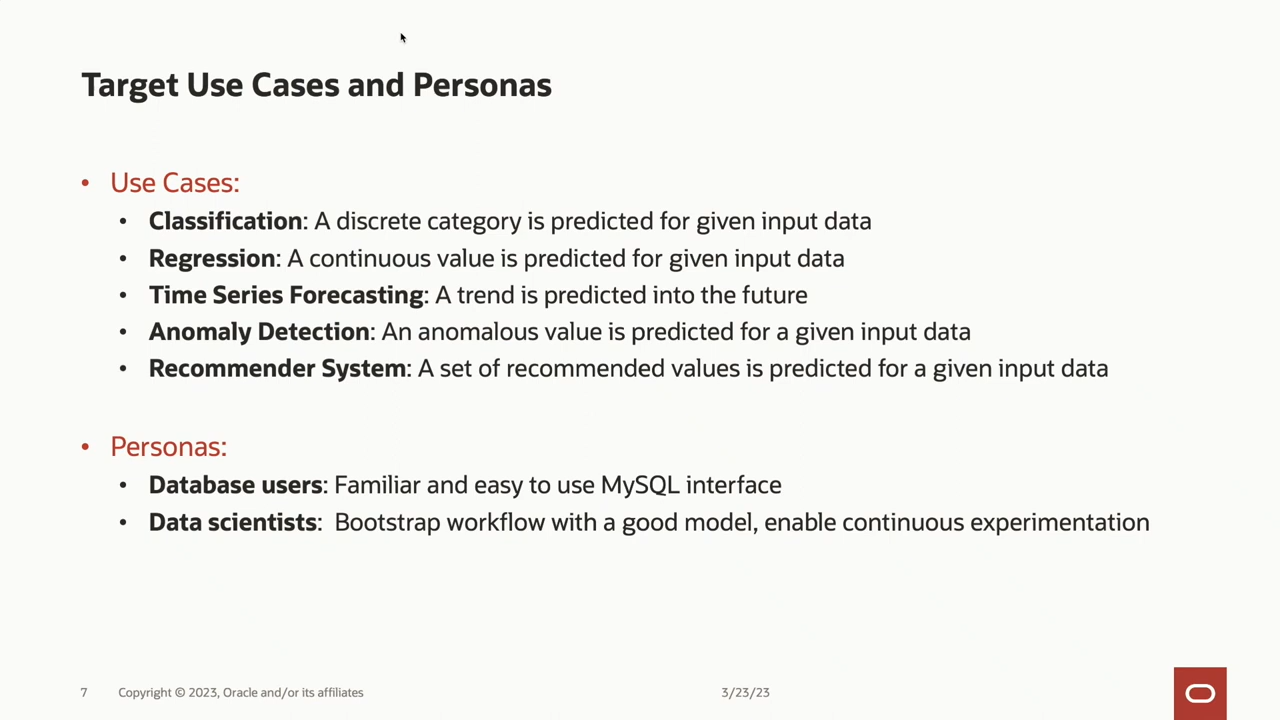 Target Use Cases and Personas
• Use Cases:
• Classification: A discrete category is predicted for given input data
• Regression: A continuous value is predicted for given input data
• Time Series Forecasting: A trend is predicted into the future
• Anomaly Detection: An anomalous value is predicted for a given input data
• Recommender System: A set of recommended values is predicted for a given input data
• Personas:
• Database users: Familiar and easy to use MySQL interface
• Data scientists:  Bootstrap workflow with a good model, enable continuous experimentation
7 Copyright © 2023, Oracle and/or its affiliates 3/23/23